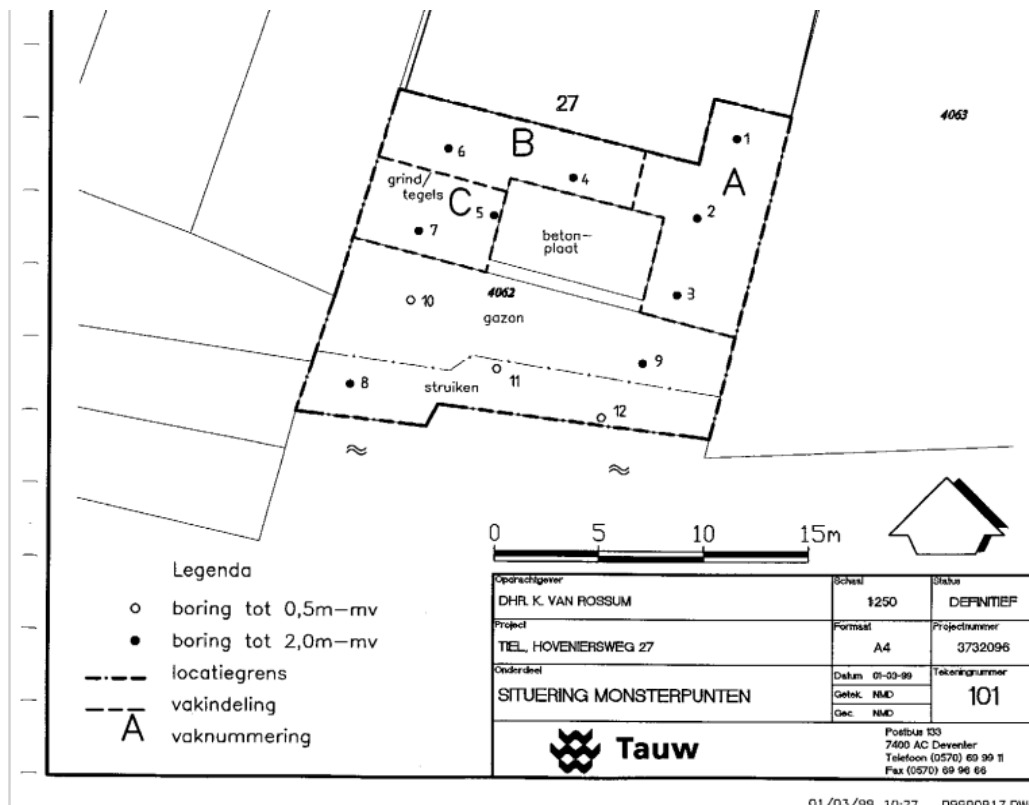 27
4063
1
B
6
4
A
grind/
tegels
C
5
2
7
beton-
plaat
3
4062
10
gazon
9
11
8
struiken
12
0 5 10 15m
Legenda
boring tot 0,5m-mv
boring tot 2,0m-mv
locatiegrens
vakindeling
A vaknummering
Opdrachtgever
DHR. K. VAN ROSSUM
Schaal
1:250
Status
DEFINITIEF
Project
TIEL, HOVENIERSWEG 27
Formaat
A4
Projectnummer
3732096
Onderdeel
SITUERING MONSTERPUNTEN
Datum 01-03-99
Getek. NMD
Gec. NMD
Tekeningnummer
101
Tauw
Postbus 133
7400 AC Deventer
Telefoon (0570) 69 99 11
Fax (0570) 69 96 66
01/03/99 10:27